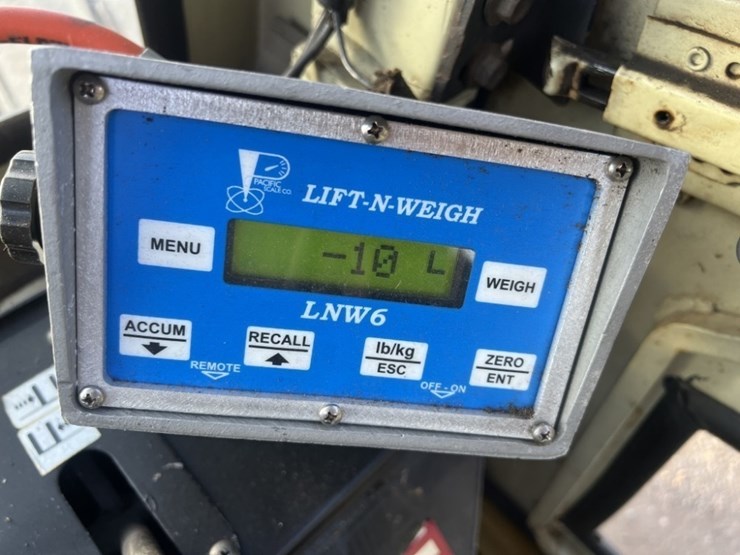 PACIFIC
SCALE CO.
LIFT-N-WEIGH
MENU
-10 L
WEIGH
LNW6
ACCUM
RECALL
lb/kg
ESC
ZERO
ENT
REMOTE
OFF - ON